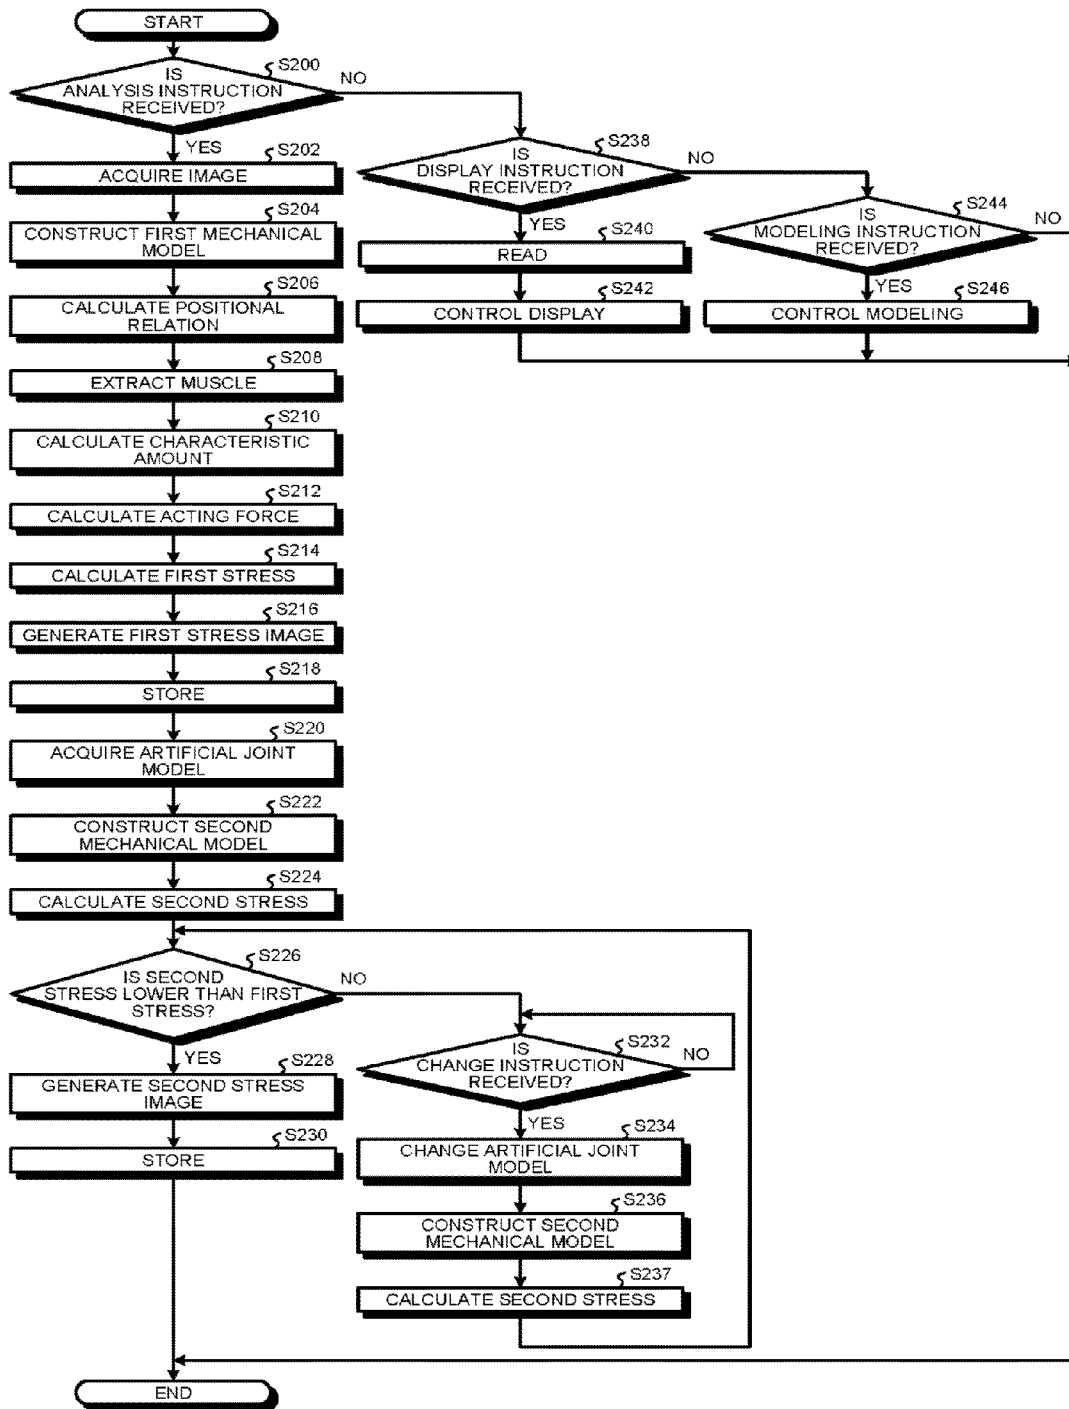 START
S200
IS
ANALYSIS INSTRUCTION
RECEIVED?
NO
YES
S202
ACQUIRE IMAGE
S204
CONSTRUCT FIRST MECHANICAL
MODEL
S206
CALCULATE POSITIONAL
RELATION
S208
EXTRACT MUSCLE
S210
CALCULATE CHARACTERISTIC
AMOUNT
S212
CALCULATE ACTING FORCE
S214
CALCULATE FIRST STRESS
S216
GENERATE FIRST STRESS IMAGE
S218
STORE
S220
ACQUIRE ARTIFICIAL JOINT
MODEL
S222
CONSTRUCT SECOND
MECHANICAL MODEL
S224
CALCULATE SECOND STRESS
S226
IS SECOND
STRESS LOWER THAN FIRST
STRESS?
NO
YES
S228
GENERATE SECOND STRESS
IMAGE
S230
STORE
END
S232
IS
CHANGE INSTRUCTION
RECEIVED?
NO
YES
S234
CHANGE ARTIFICIAL JOINT
MODEL
S236
CONSTRUCT SECOND
MECHANICAL MODEL
S237
CALCULATE SECOND STRESS
S238
IS
DISPLAY INSTRUCTION
RECEIVED?
NO
YES
S240
READ
S242
CONTROL DISPLAY
S244
IS
MODELING INSTRUCTION
RECEIVED?
NO
YES
S246
CONTROL MODELING